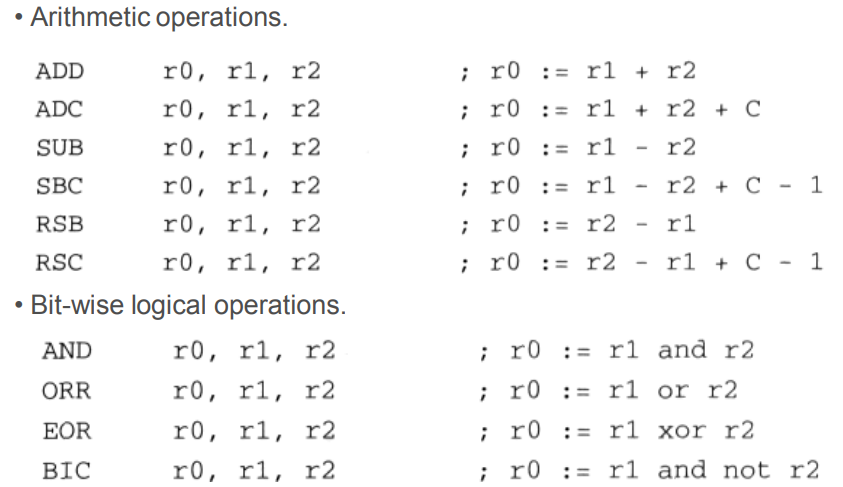 • Arithmetic operations.
ADD r0, r1, r2 ; r0 := r1 + r2
ADC r0, r1, r2 ; r0 := r1 + r2 + C
SUB r0, r1, r2 ; r0 := r1 - r2
SBC r0, r1, r2 ; r0 := r1 - r2 + C - 1
RSB r0, r1, r2 ; r0 := r2 - r1
RSC r0, r1, r2 ; r0 := r2 - r1 + C - 1
• Bit-wise logical operations.
AND r0, r1, r2 ; r0 := r1 and r2
ORR r0, r1, r2 ; r0 := r1 or r2
EOR r0, r1, r2 ; r0 := r1 xor r2
BIC r0, r1, r2 ; r0 := r1 and not r2